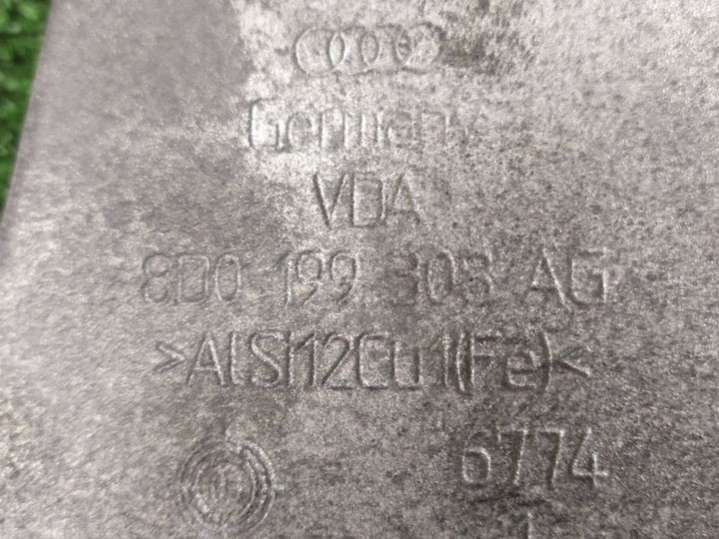 Germany
VDA
8D0 199 308 AG
>AlSi12Cu1(Fe)<
6774